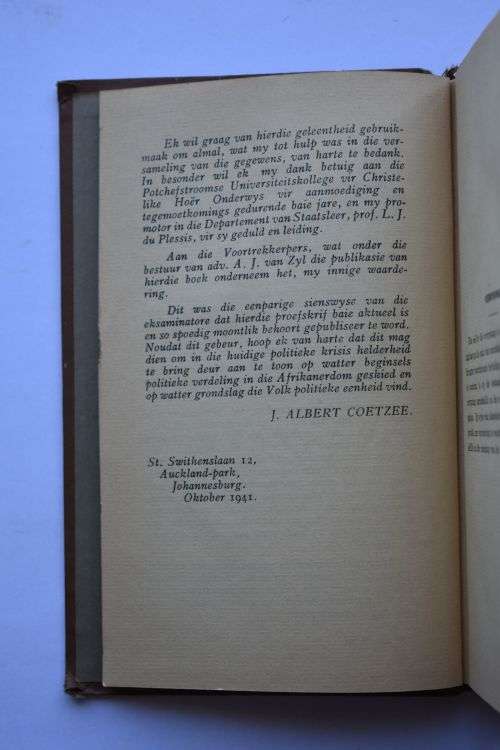 Ek wil graag van hierdie geleentheid gebruik-
maak om almal, wat my tot hulp was in die ver-
sameling van die gegewens, van harte te bedank.
In besonder wil ek my dank betuig aan die
Potchefstroomse Universiteitskollege vir Christe-
like Hoër Onderwys vir aanmoediging en
tegemoetkomings gedurende baie jare, en my pro-
motor in die Departement van Staatsleer, prof. L. J.
du Plessis, vir sy geduld en leiding.
Aan die Voortrekkerpers, wat onder die
bestuur van adv. A. J. van Zyl die publikasie van
hierdie boek onderneem het, my innige waarde-
ring.
Dit was die eenparige sienswyse van die
eksaminatore dat hierdie proefskrif baie aktueel is
en so spoedig moontlik behoort gepubliseer te word.
Noudat dit gebeur, hoop ek van harte dat dit mag
dien om in die huidige politieke krisis helderheid
te bring deur aan te toon op watter beginsels
politieke verdeling in die Afrikanerdom geskied en
op watter grondslag die Volk politieke eenheid vind.
J. ALBERT COETZEE.
St. Swithenslaan 12,
Auckland-park,
Johannesburg.
Oktober 1941.